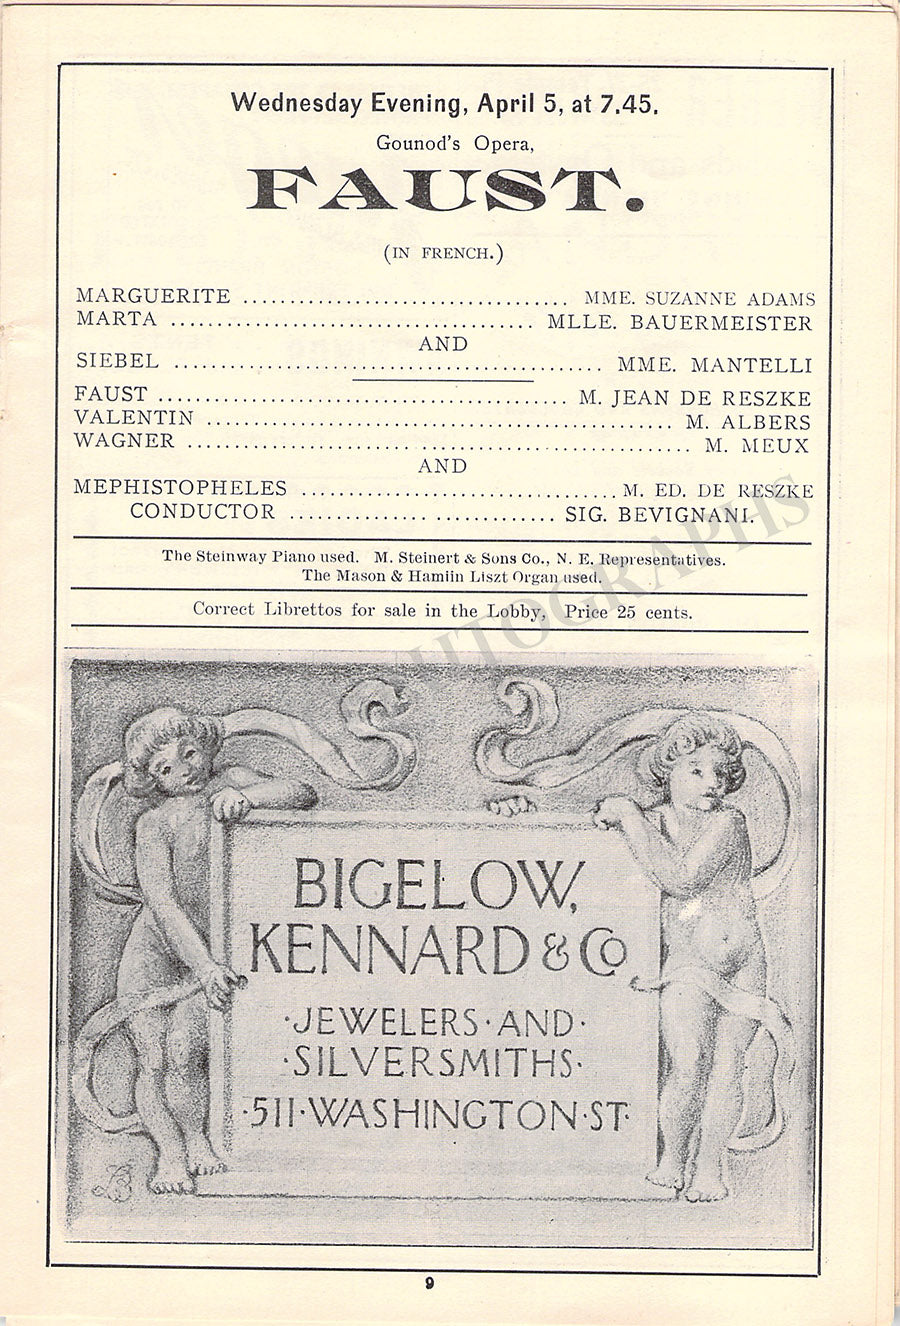 Wednesday Evening, April 5, at 7.45.
Gounod's Opera,
FAUST.
(IN FRENCH.)
MARGUERITE .................................. MME. SUZANNE ADAMS
MARTA ...................................... MLLE. BAUERMEISTER
AND
SIEBEL ............................................. MME. MANTELLI
FAUST ........................................... M. JEAN DE RESZKE
VALENTIN ................................................. M. ALBERS
WAGNER ..................................................... M. MEUX
AND
MEPHISTOPHELES .................................. M. ED. DE RESZKE
CONDUCTOR ............................ SIG. BEVIGNANI.
The Steinway Piano used. M. Steinert & Sons Co., N. E. Representatives.
The Mason & Hamlin Liszt Organ used.
Correct Librettos for sale in the Lobby, Price 25 cents.
AUTOGRAPHS
BIGELOW,
KENNARD & Co
·JEWELERS·AND·
·SILVERSMITHS·
·511·WASHINGTON·ST·
9